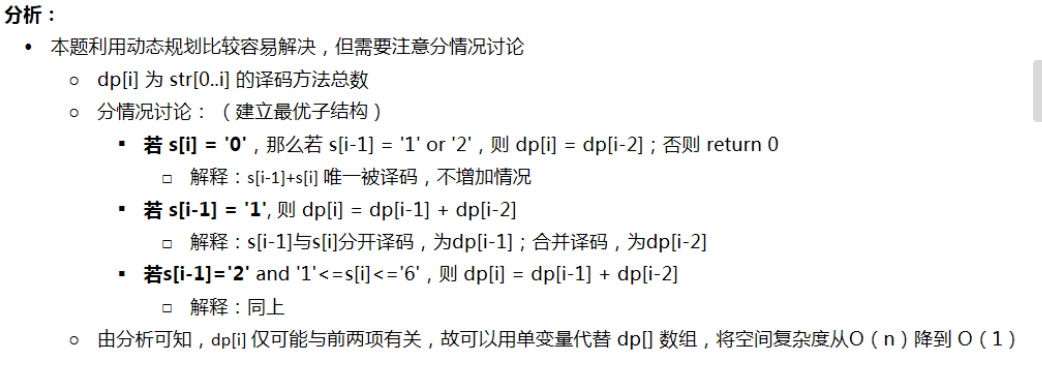 分析：
• 本题利用动态规划比较容易解决，但需要注意分情况讨论
○ dp[i] 为 str[0..i] 的译码方法总数
○ 分情况讨论：（建立最优子结构）
▪ 若 s[i] = '0'，那么若 s[i-1] = '1' or '2'，则 dp[i] = dp[i-2]；否则 return 0
□ 解释：s[i-1]+s[i] 唯一被译码，不增加情况
▪ 若 s[i-1] = '1', 则 dp[i] = dp[i-1] + dp[i-2]
□ 解释：s[i-1]与s[i]分开译码，为dp[i-1]；合并译码，为dp[i-2]
▪ 若s[i-1]='2' and '1'<=s[i]<='6'，则 dp[i] = dp[i-1] + dp[i-2]
□ 解释：同上
○ 由分析可知，dp[i] 仅可能与前两项有关，故可以用单变量代替 dp[] 数组，将空间复杂度从O（n）降到 O（1）